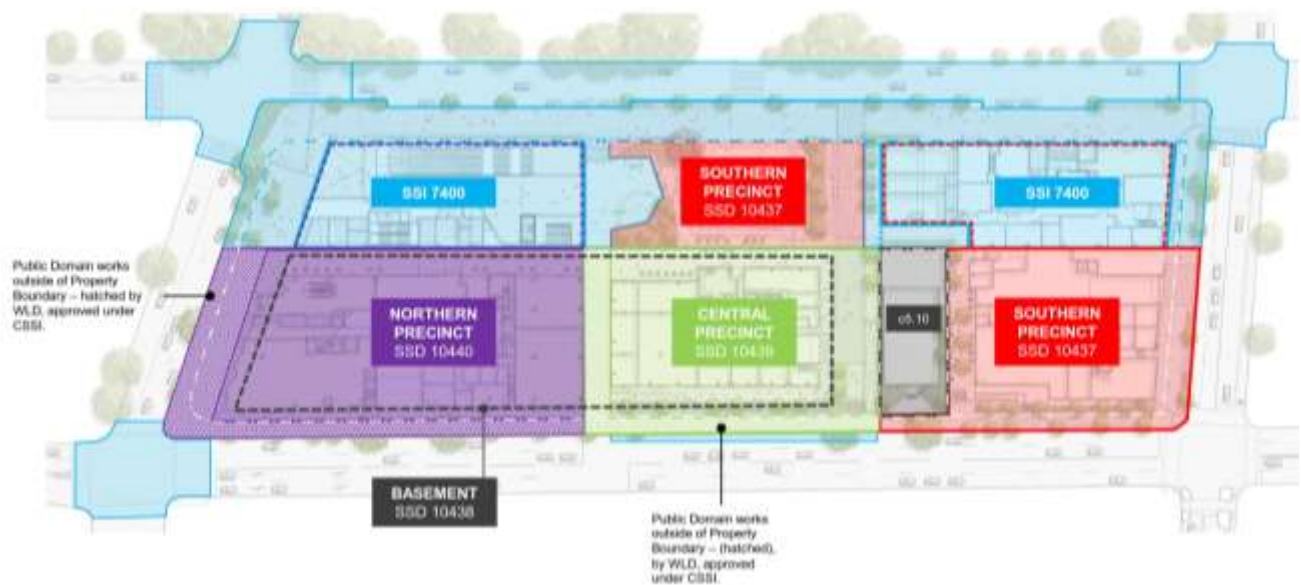 SSI 7400
SOUTHERN
PRECINCT
SSD 10437
SSI 7400
Public Domain works
outside of Property
Boundary – hatched by
WLD, approved under
CSSI.
NORTHERN
PRECINCT
SSD 10440
CENTRAL
PRECINCT
SSD 10439
c5.10
SOUTHERN
PRECINCT
SSD 10437
BASEMENT
SSD 10438
Public Domain works
outside of Property
Boundary – (hatched),
by WLD, approved
under CSSI.